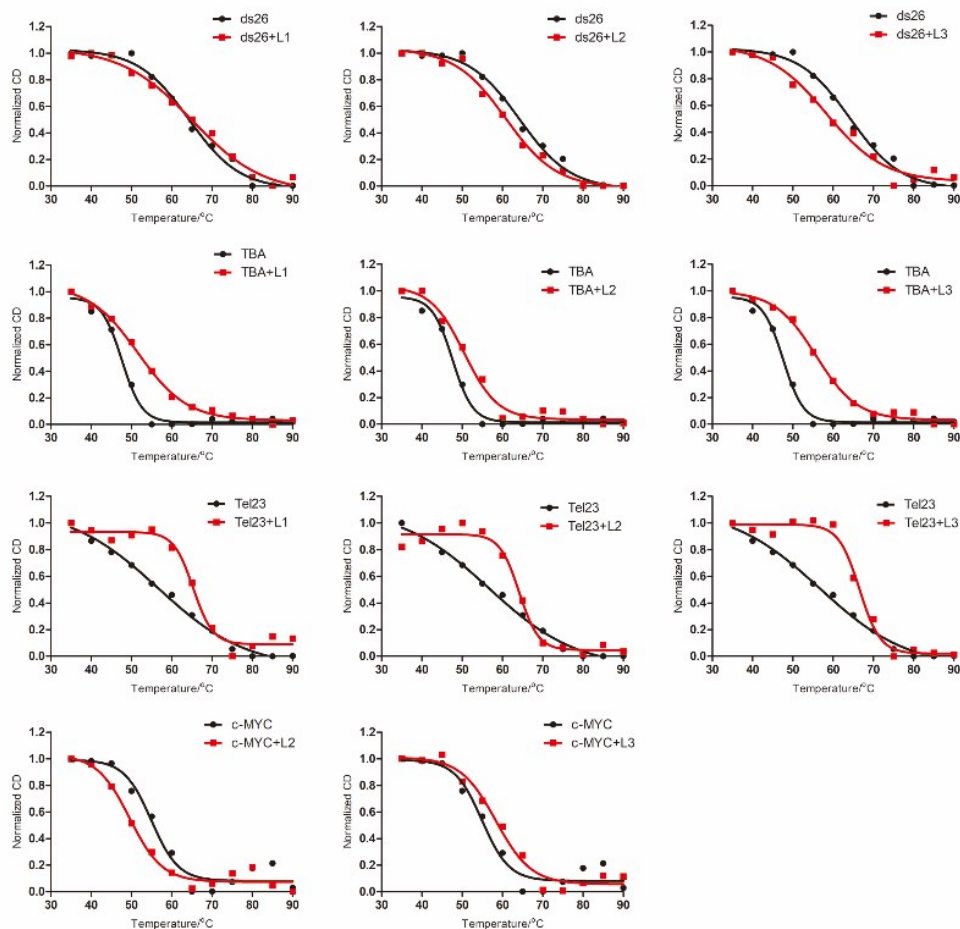 ds26
ds26+L1
Normalized CD
1.2
1.0
0.8
0.6
0.4
0.2
0.0
30 40 50 60 70 80 90
Temperature/°C
ds26
ds26+L2
Normalized CD
1.2
1.0
0.8
0.6
0.4
0.2
0.0
30 40 50 60 70 80 90
Temperature/°C
ds26
ds26+L3
Normalized CD
1.2
1.0
0.8
0.6
0.4
0.2
0.0
30 40 50 60 70 80 90
Temperature/°C
TBA
TBA+L1
Normalized CD
1.2
1.0
0.8
0.6
0.4
0.2
0.0
30 40 50 60 70 80 90
Temperature/°C
TBA
TBA+L2
Normalized CD
1.2
1.0
0.8
0.6
0.4
0.2
0.0
30 40 50 60 70 80 90
Temperature/°C
TBA
TBA+L3
Normalized CD
1.2
1.0
0.8
0.6
0.4
0.2
0.0
30 40 50 60 70 80 90
Temperature/°C
Tel23
Tel23+L1
Normalized CD
1.2
1.0
0.8
0.6
0.4
0.2
0.0
30 40 50 60 70 80 90
Temperature/°C
Tel23
Tel23+L2
Normalized CD
1.2
1.0
0.8
0.6
0.4
0.2
0.0
30 40 50 60 70 80 90
Temperature/°C
Tel23
Tel23+L3
Normalized CD
1.2
1.0
0.8
0.6
0.4
0.2
0.0
30 40 50 60 70 80 90
Temperature/°C
c-MYC
c-MYC+L2
Normalized CD
1.2
1.0
0.8
0.6
0.4
0.2
0.0
30 40 50 60 70 80 90
Temperature/°C
c-MYC
c-MYC+L3
Normalized CD
1.2
1.0
0.8
0.6
0.4
0.2
0.0
30 40 50 60 70 80 90
Temperature/°C